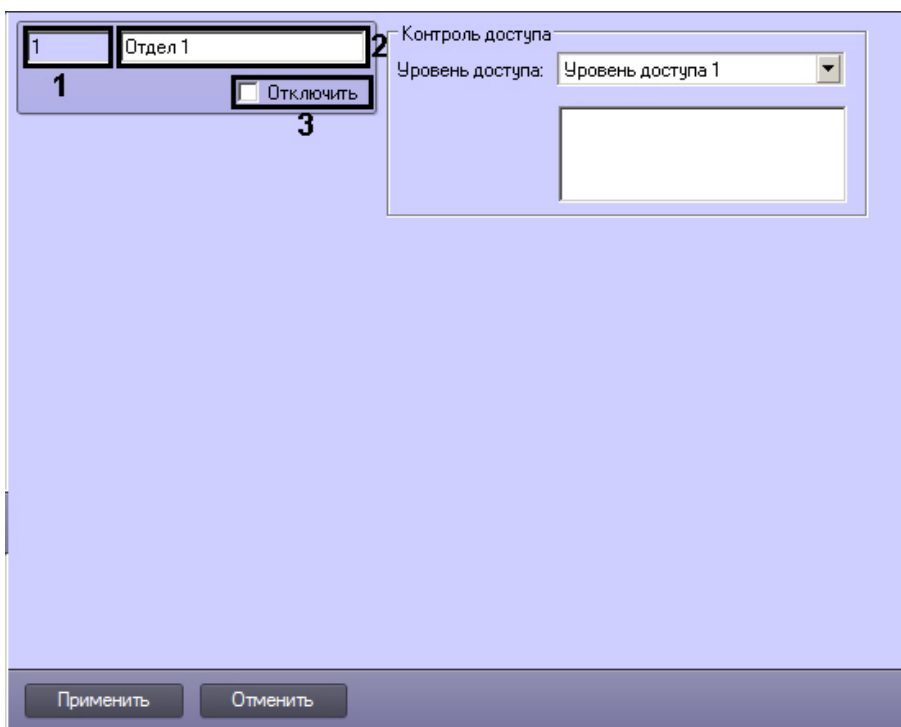 1
Отдел 1
2
1
Отключить
3
Контроль доступа
Уровень доступа:
Уровень доступа 1
Применить
Отменить